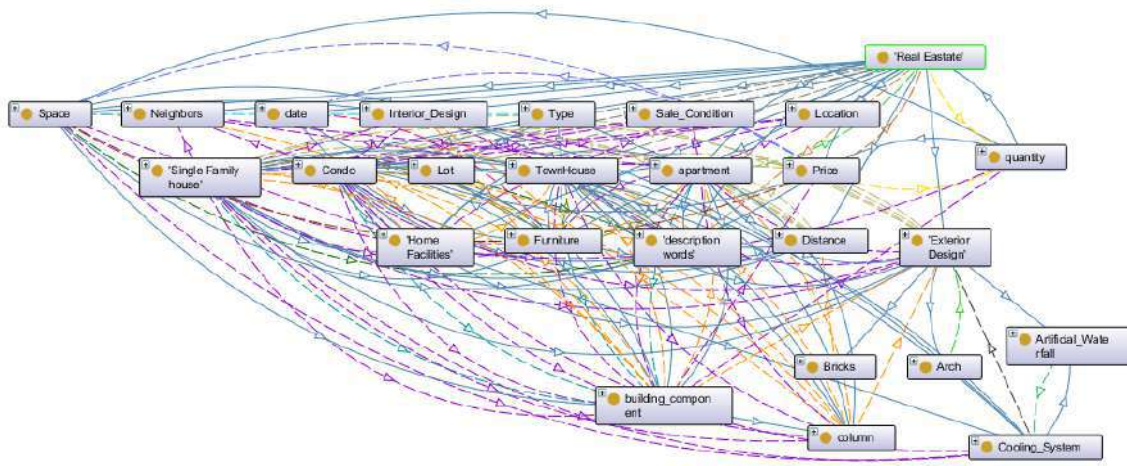 'Real Eastate'
Space
Neighbors
date
Interior_Design
Type
Sale_Condition
Location
quantity
'Single Family
house'
Condo
Lot
TownHouse
apartment
Price
'Home
Facilities'
Furniture
'description
words'
Distance
'Exterior
Design'
Artifical_Wate
rfall
Bricks
Arch
building_compon
ent
column
Cooling_System